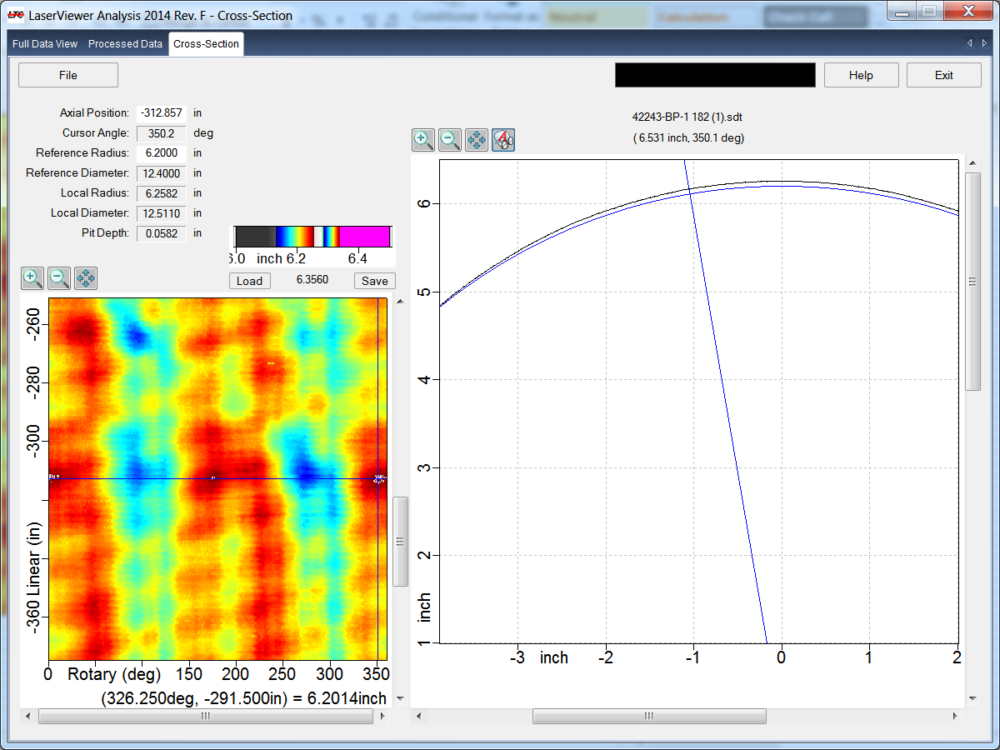 LTC LaserViewer Analysis 2014 Rev. F - Cross-Section
Neutral Calculation Check Cell
Full Data View Processed Data Cross-Section
File Help Exit
Axial Position: -312.857 in
Cursor Angle: 350.2 deg
Reference Radius: 6.2000 in
Reference Diameter: 12.4000 in
Local Radius: 6.2582 in
Local Diameter: 12.5110 in
Pit Depth: 0.0582 in
6.0 inch 6.2 6.4
Load 6.3560 Save
-260
-280
-300
Linear (in)
-360
0 Rotary (deg) 150 200 250 300 350
(326.250deg, -291.500in) = 6.2014inch
42243-BP-1 182 (1).sdt
( 6.531 inch, 350.1 deg)
A
6
5
4
3
2
inch
1
-3 inch -2 -1 0 1 2